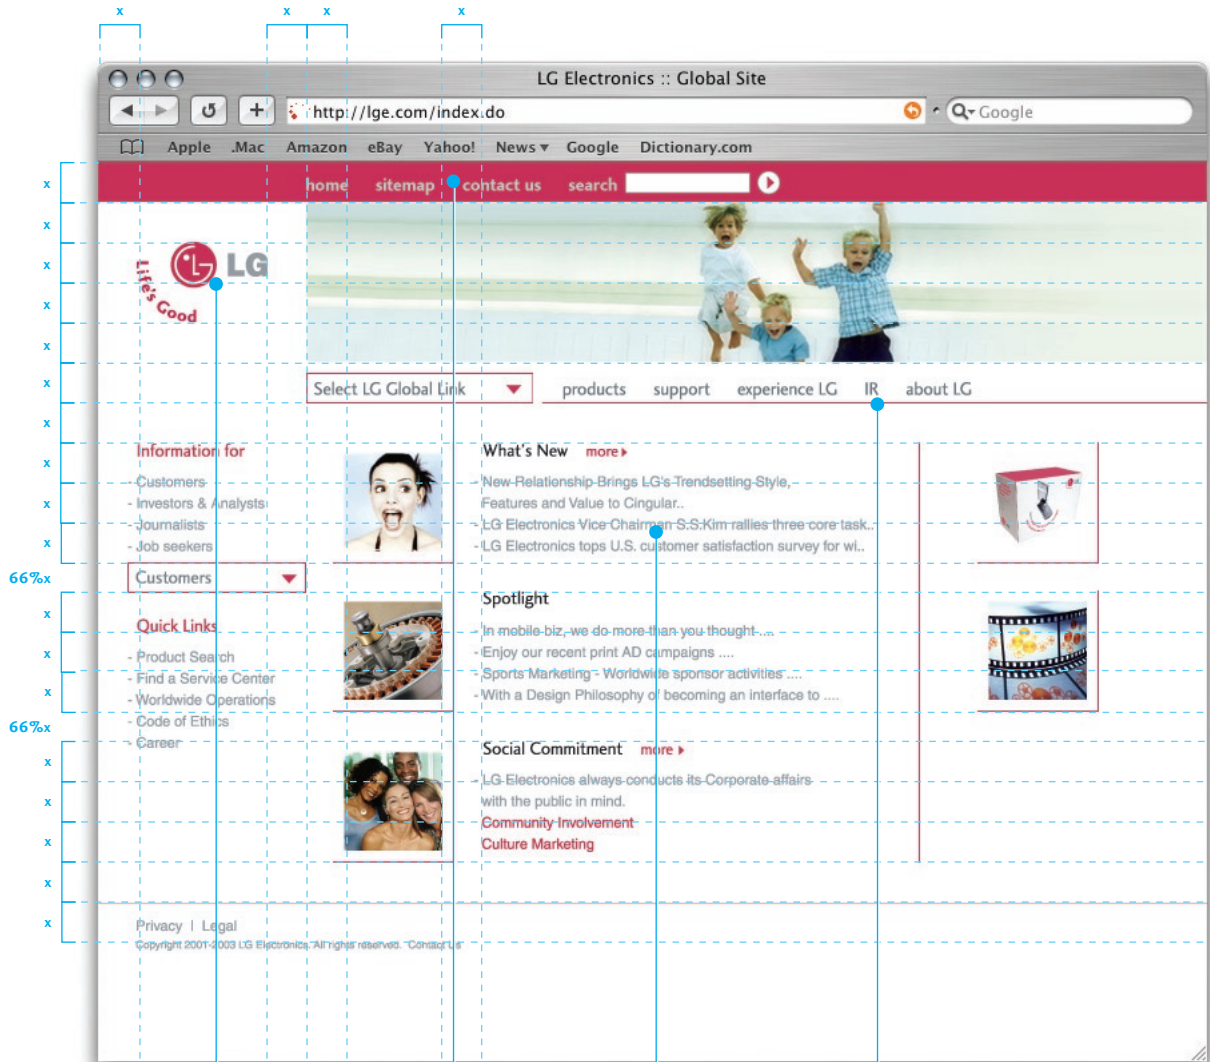 x x x x
LG Electronics :: Global Site
http://lge.com/index.do
Google
Apple .Mac Amazon eBay Yahoo! News Google Dictionary.com
x
home sitemap contact us search
x
x
Life's Good
LG
x
x
x
Select LG Global Link products support experience LG IR about LG
x
Information for
What's New more
x
- Customers
- Investors & Analysts
- Journalists
- Job seekers
- New Relationship Brings LG's Trendsetting Style,
Features and Value to Cingular..
- LG Electronics Vice Chairman S.S.Kim rallies three core task..
- LG Electronics tops U.S. customer satisfaction survey for wi..
x
x
66%x
Customers
x
Quick Links
Spotlight
- Product Search
- Find a Service Center
- Worldwide Operations
- Code of Ethics
- Career
- In mobile biz, we do more than you thought ....
- Enjoy our recent print AD campaigns ....
- Sports Marketing - Worldwide sponsor activities ....
- With a Design Philosophy of becoming an interface to ....
x
x
66%x
x
Social Commitment more
- LG Electronics always conducts its Corporate affairs
with the public in mind.
Community Involvement
Culture Marketing
x
x
x
x
Privacy | Legal
Copyright 2001-2003 LG Electronics. All rights reserved. Contact Us
x